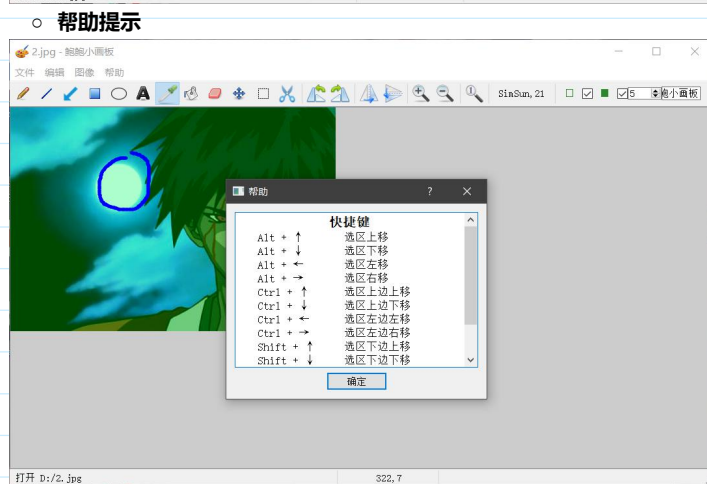 帮助提示
2.jpg - 鲍鲍小画板
文件 编辑 图像 帮助
A SimSun, 21 5 鲍小画板
帮助 ?
快捷键
Alt + ↑ 选区上移
Alt + ↓ 选区下移
Alt + ← 选区左移
Alt + → 选区右移
Ctrl + ↑ 选区上边上移
Ctrl + ↓ 选区上边下移
Ctrl + ← 选区左边左移
Ctrl + → 选区左边右移
Shift + ↑ 选区下边上移
Shift + ↓ 选区下边下移
确定
打开 D:/2.jpg 322,7